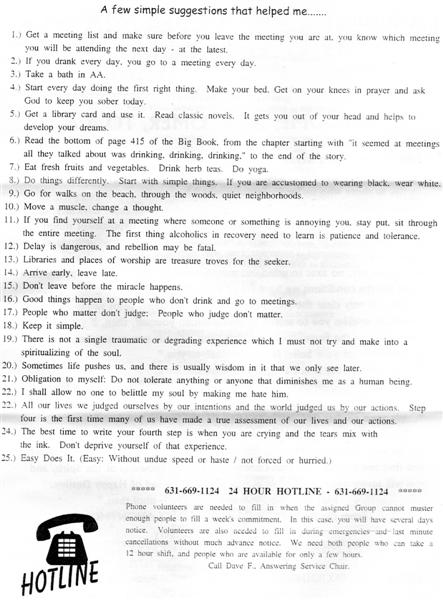 A few simple suggestions that helped me.......
1.) Get a meeting list and make sure before you leave the meeting you are at, you know which meeting
you will be attending the next day - at the latest.
2.) If you drank every day, you go to a meeting every day.
3.) Take a bath in AA.
4.) Start every day doing the first right thing. Make your bed, Get on your knees in prayer and ask
God to keep you sober today.
5.) Get a library card and use it. Read classic novels. It gets you out of your head and helps to
develop your dreams.
6.) Read the bottom of page 415 of the Big Book, from the chapter starting with "it seemed at meetings
all they talked about was drinking, drinking, drinking," to the end of the story.
7.) Eat fresh fruits and vegetables. Drink herb teas. Do yoga.
8.) Do things differently. Start with simple things. If you are accustomed to wearing black, wear white.
9.) Go for walks on the beach, through the woods, quiet neighborhoods.
10.) Move a muscle, change a thought.
11.) If you find yourself at a meeting where someone or something is annoying you, stay put, sit through
the entire meeting. The first thing alcoholics in recovery need to learn is patience and tolerance.
12.) Delay is dangerous, and rebellion may be fatal.
13.) Libraries and places of worship are treasure troves for the seeker.
14.) Arrive early, leave late.
15.) Don't leave before the miracle happens.
16.) Good things happen to people who don't drink and go to meetings.
17.) People who matter don't judge; People who judge don't matter.
18.) Keep it simple.
19.) There is not a single traumatic or degrading experience which I must not try and make into a
spiritualizing of the soul.
20.) Sometimes life pushes us, and there is usually wisdom in it that we only see later.
21.) Obligation to myself: Do not tolerate anything or anyone that diminishes me as a human being.
22.) I shall allow no one to belittle my soul by making me hate him.
22.) All our lives we judged ourselves by our intentions and the world judged us by our actions. Step
four is the first time many of us have made a true assessment of our lives and our actions.
24.) The best time to write your fourth step is when you are crying and the tears mix with
the ink. Don't deprive yourself of that experience.
25.) Easy Does It. (Easy: Without undue speed or haste / not forced or hurried.)
***** 631-669-1124 24 HOUR HOTLINE - 631-669-1124 *****
Phone volunteers are needed to fill in when the assigned Group cannot muster
enough people to fill a week's commitment. In this case, you will have several days
notice. Volunteers are also needed to fill in during emergencies and last minute
cancellations without much advance notice. We need both people who can take a
12 hour shift, and people who are available for only a few hours.
Call Dave F., Answering Service Chair.
HOTLINE